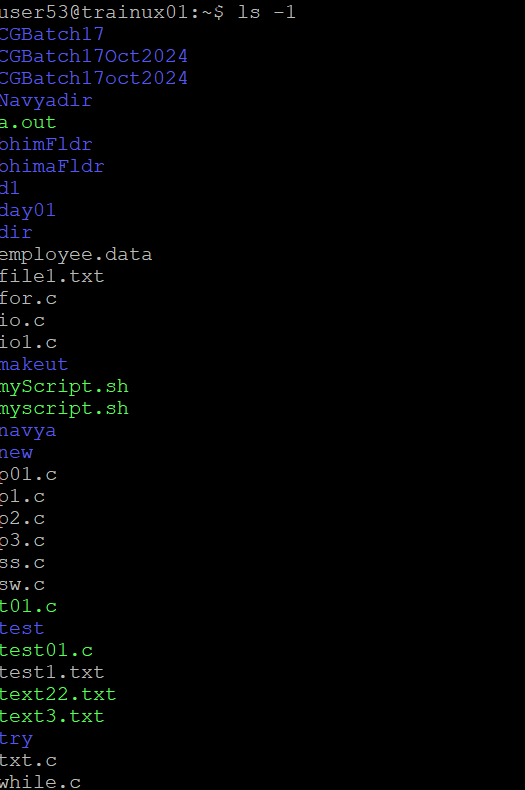 user53@trainux01:~$ ls -1
CGBatch17
CGBatch17Oct2024
CGBatch17oct2024
Navyadir
a.out
ohimFldr
ohimaFldr
d1
day01
dir
employee.data
file1.txt
for.c
io.c
io1.c
makeut
myScript.sh
myscript.sh
navya
new
p01.c
p1.c
p2.c
p3.c
ss.c
sw.c
t01.c
test
test01.c
test1.txt
text22.txt
text3.txt
try
txt.c
while.c